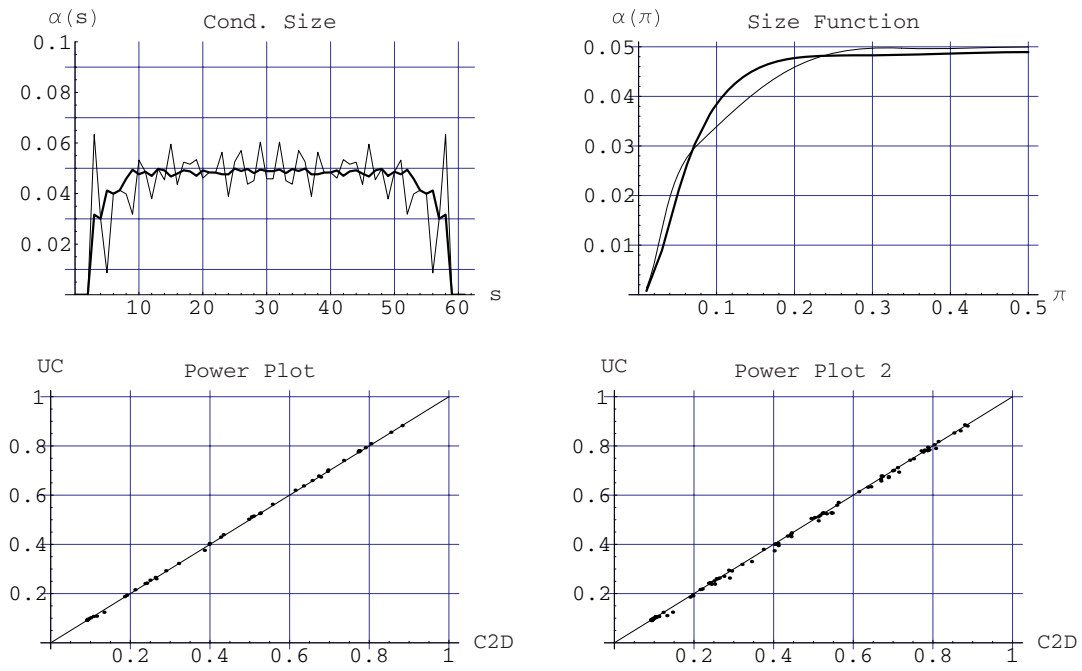 α(s)
Cond. Size
0.1
0.08
0.06
0.04
0.02
10 20 30 40 50 60 s
α(π)
Size Function
0.05
0.04
0.03
0.02
0.01
0.1 0.2 0.3 0.4 0.5 π
UC
Power Plot
1
0.8
0.6
0.4
0.2
0.2 0.4 0.6 0.8 1 C2D
UC
Power Plot 2
1
0.8
0.6
0.4
0.2
0.2 0.4 0.6 0.8 1 C2D